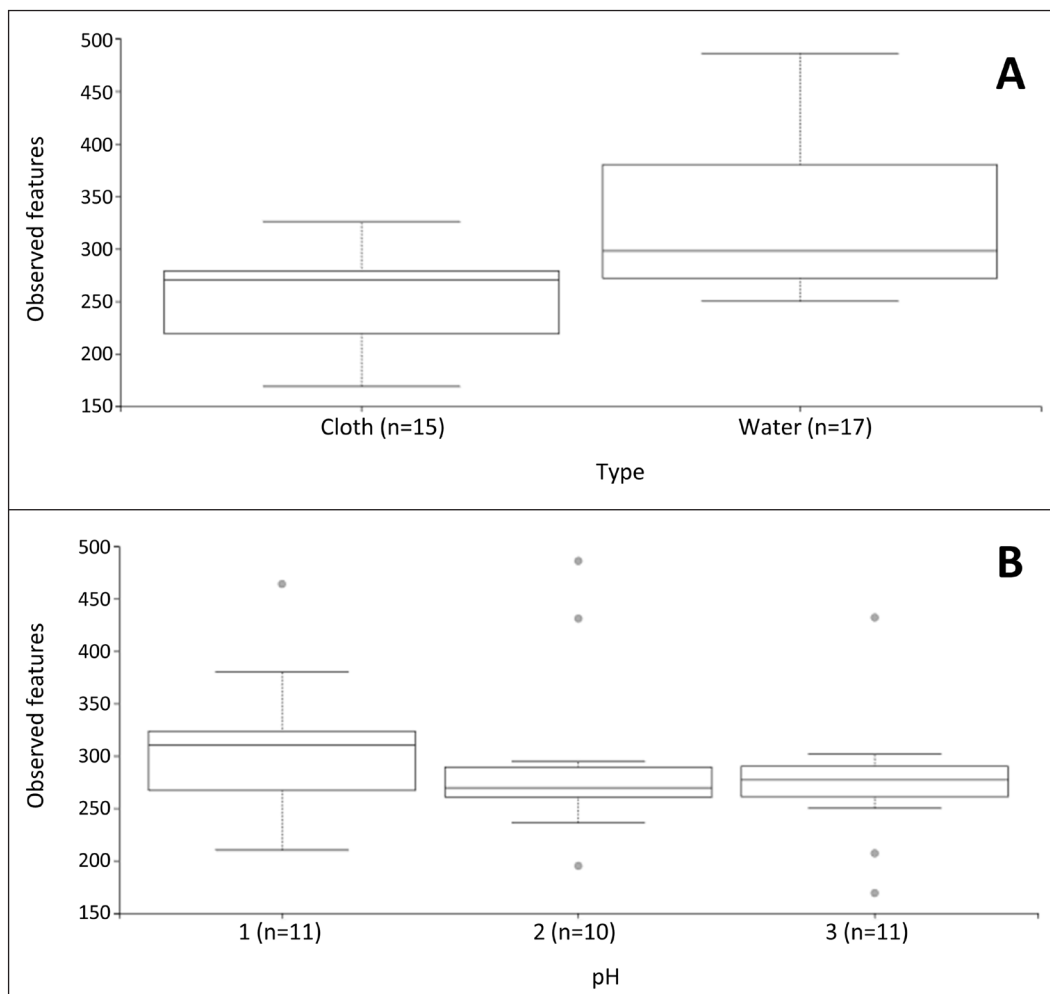 A
Observed features
500
450
400
350
300
250
200
150
Cloth (n=15) Water (n=17)
Type
B
Observed features
500
450
400
350
300
250
200
150
1 (n=11) 2 (n=10) 3 (n=11)
pH